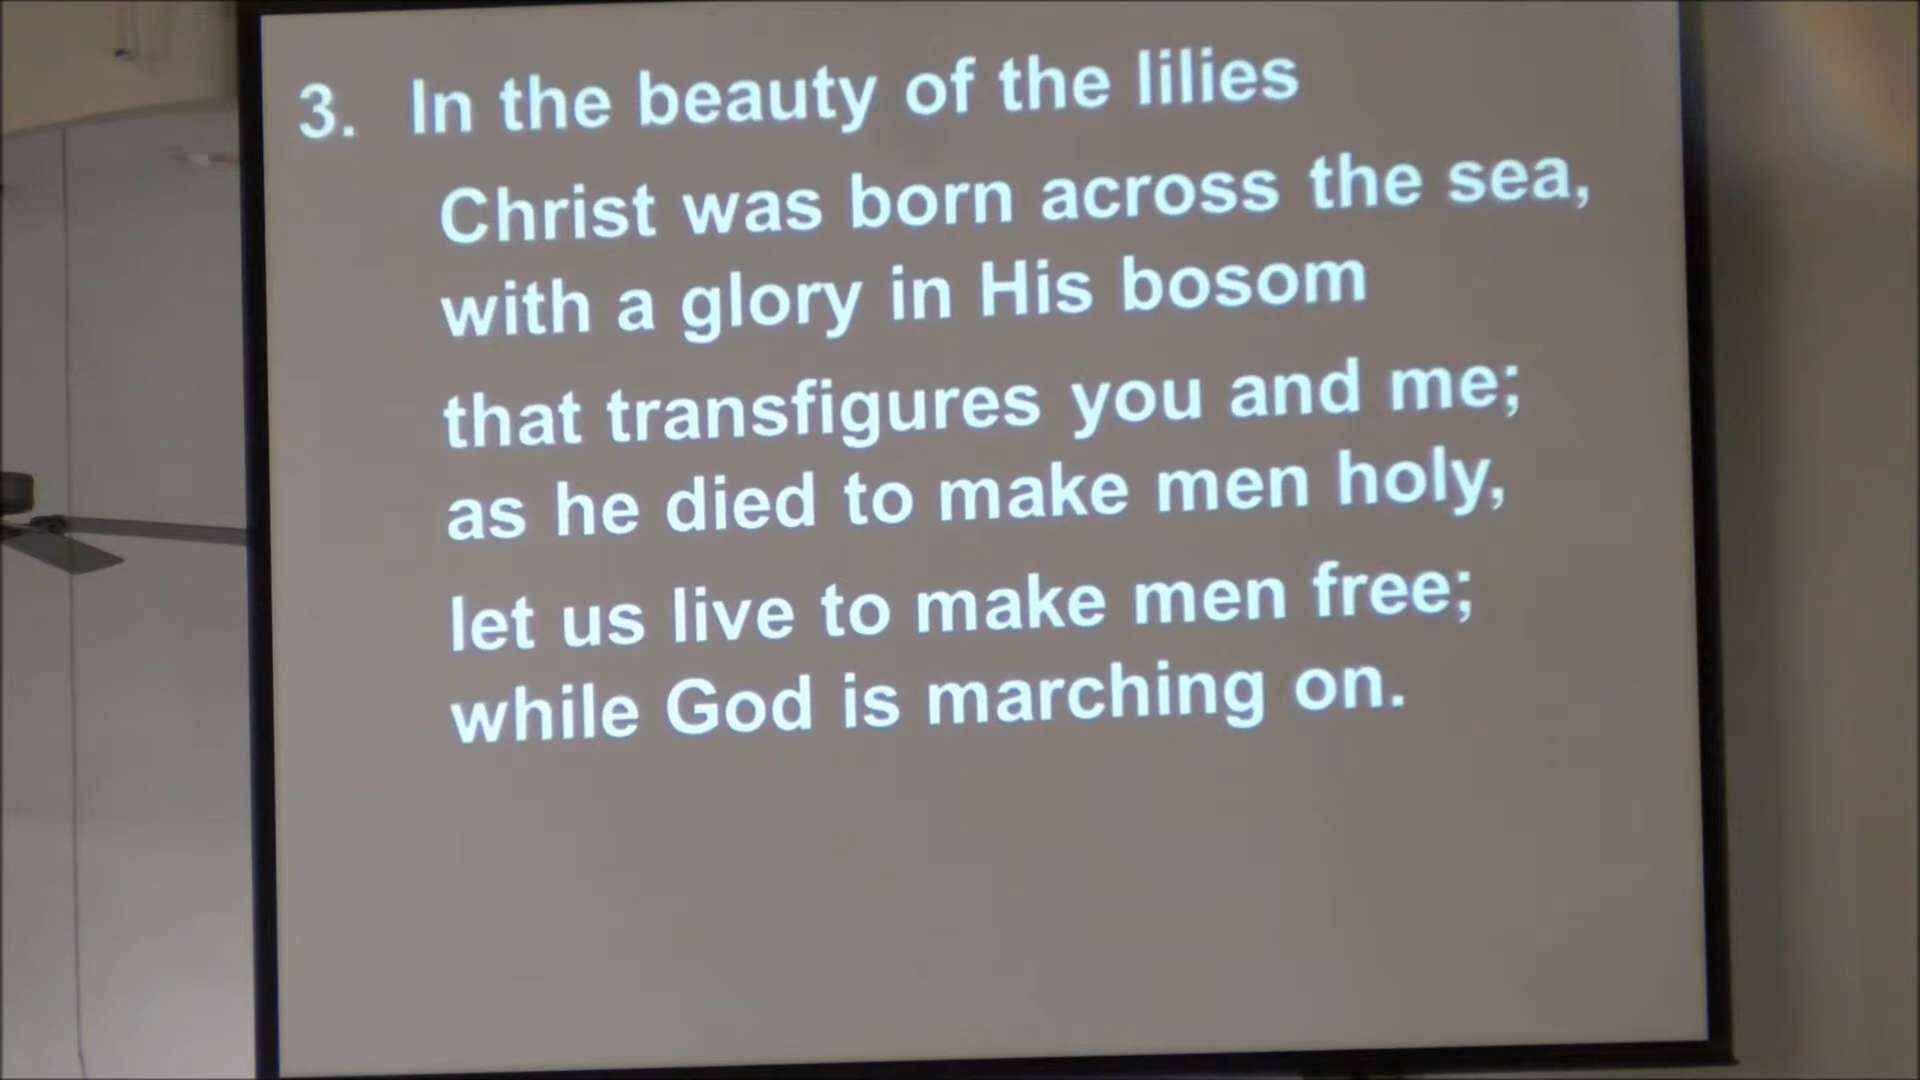 3. In the beauty of the lilies
Christ was born across the sea,
with a glory in His bosom
that transfigures you and me;
as he died to make men holy,
let us live to make men free;
while God is marching on.